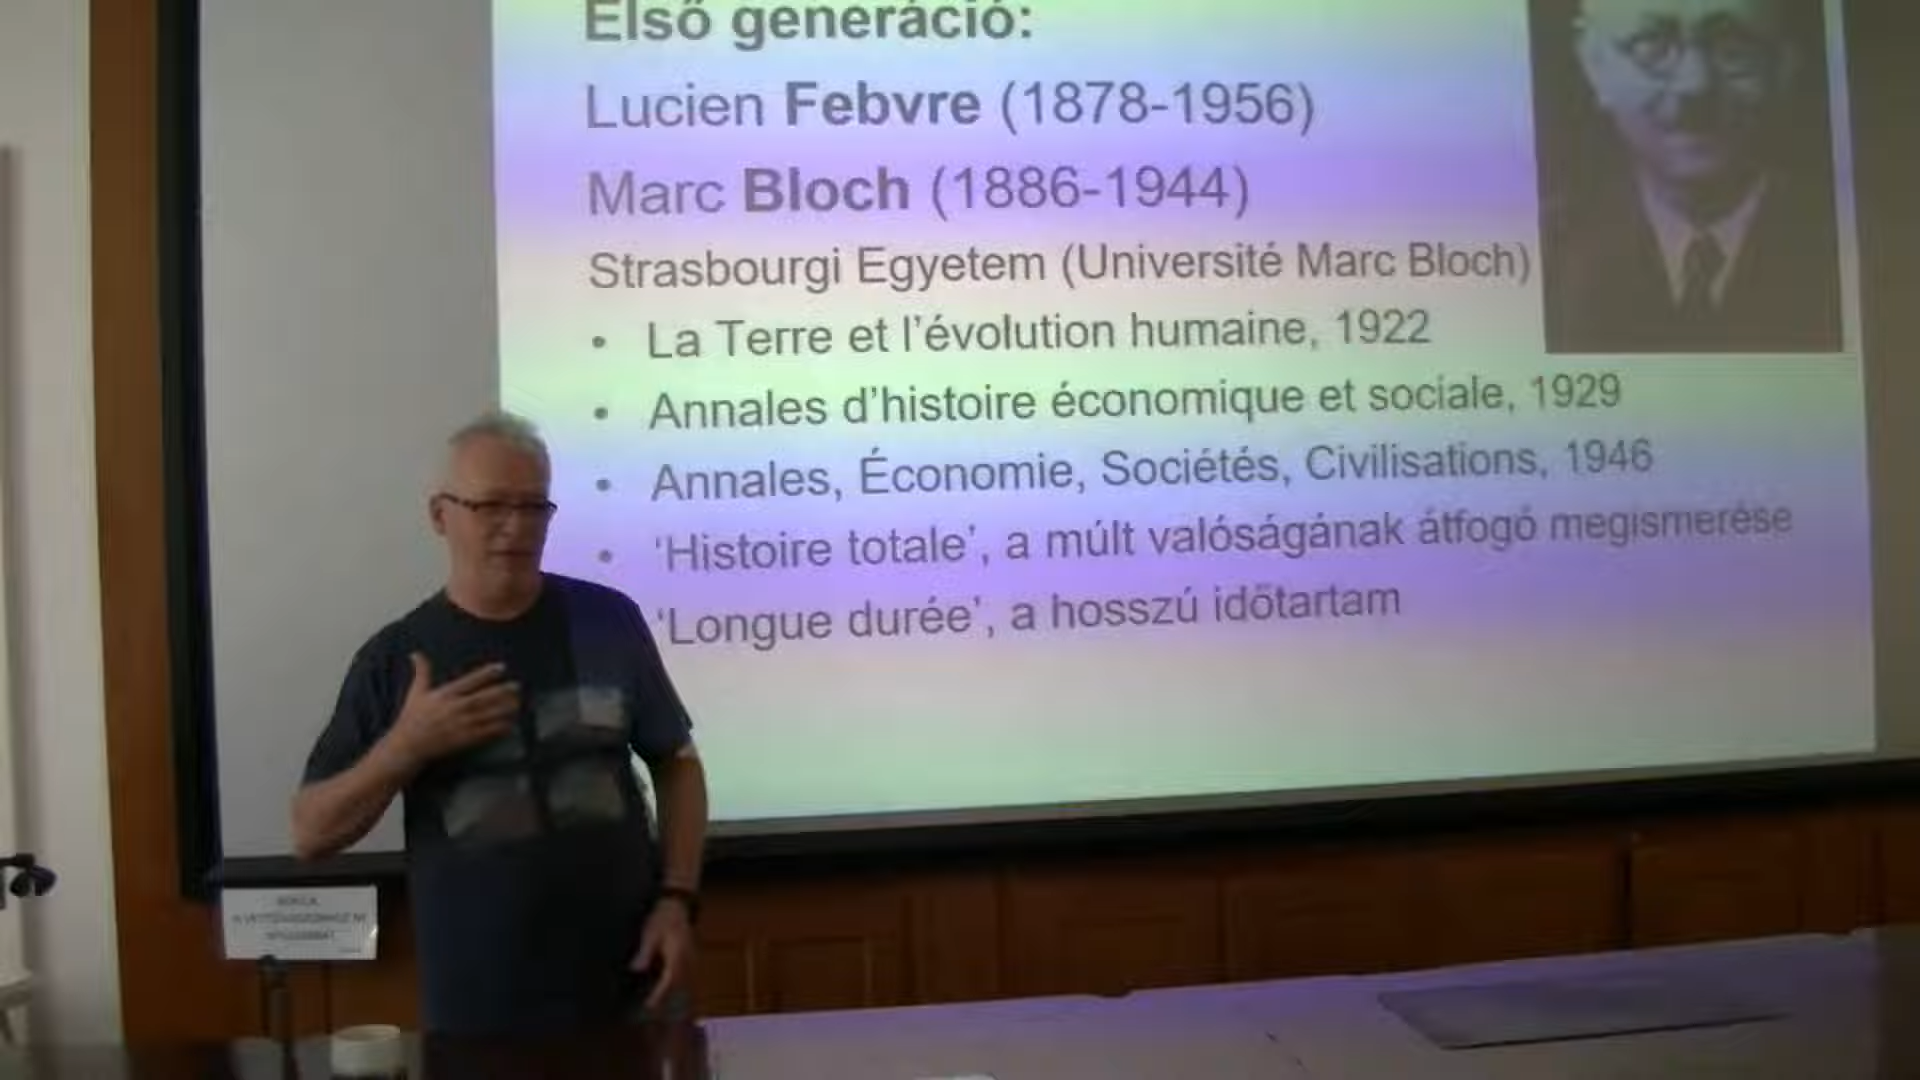 Első generáció:
Lucien Febvre (1878-1956)
Marc Bloch (1886-1944)
Strasbourgi Egyetem (Université Marc Bloch)
• La Terre et l’évolution humaine, 1922
• Annales d’histoire économique et sociale, 1929
• Annales, Économie, Sociétés, Civilisations, 1946
• ‘Histoire totale’, a múlt valóságának átfogó megismerése
‘Longue durée’, a hosszú időtartam